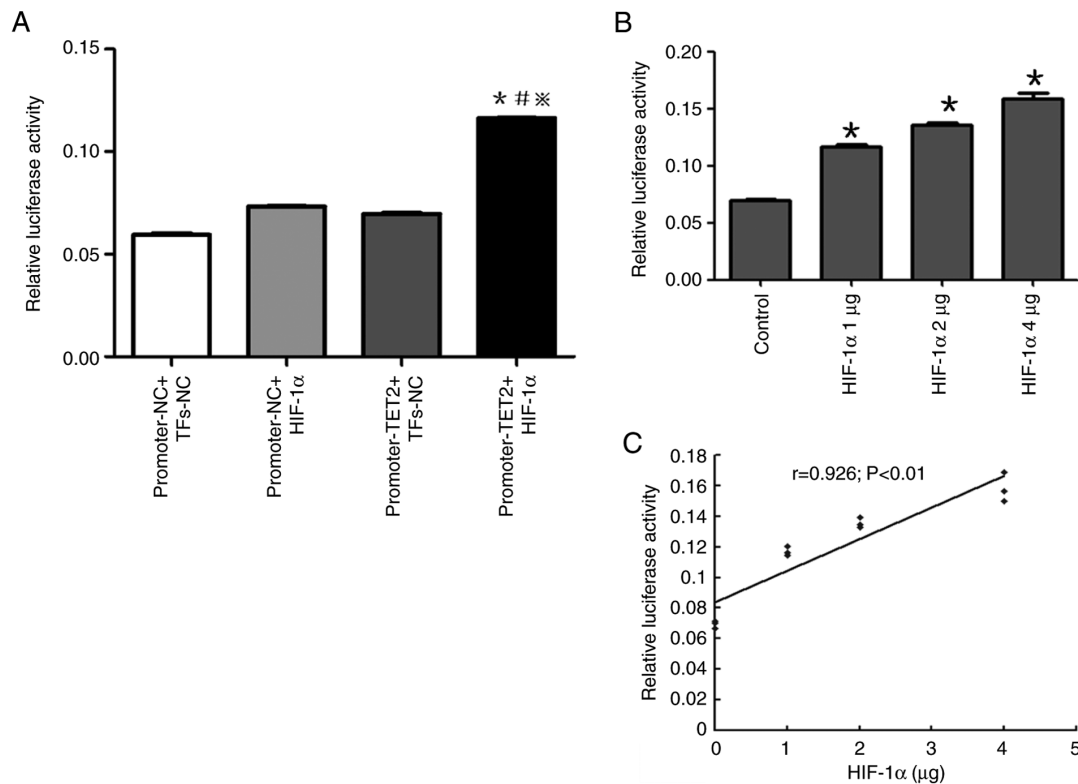 A
Relative luciferase activity
0.15
0.10
0.05
0.00
* # ※
Promoter-NC+
TFs-NC
Promoter-NC+
HIF-1α
Promoter-TET2+
TFs-NC
Promoter-TET2+
HIF-1α
B
Relative luciferase activity
0.20
0.15
0.10
0.05
0.00
*
*
*
Control
HIF-1α 1 μg
HIF-1α 2 μg
HIF-1α 4 μg
C
Relative luciferase activity
0.18
0.16
0.14
0.12
0.1
0.08
0.06
0.04
0.02
0
r=0.926; P<0.01
0
1
2
3
4
5
HIF-1α (μg)